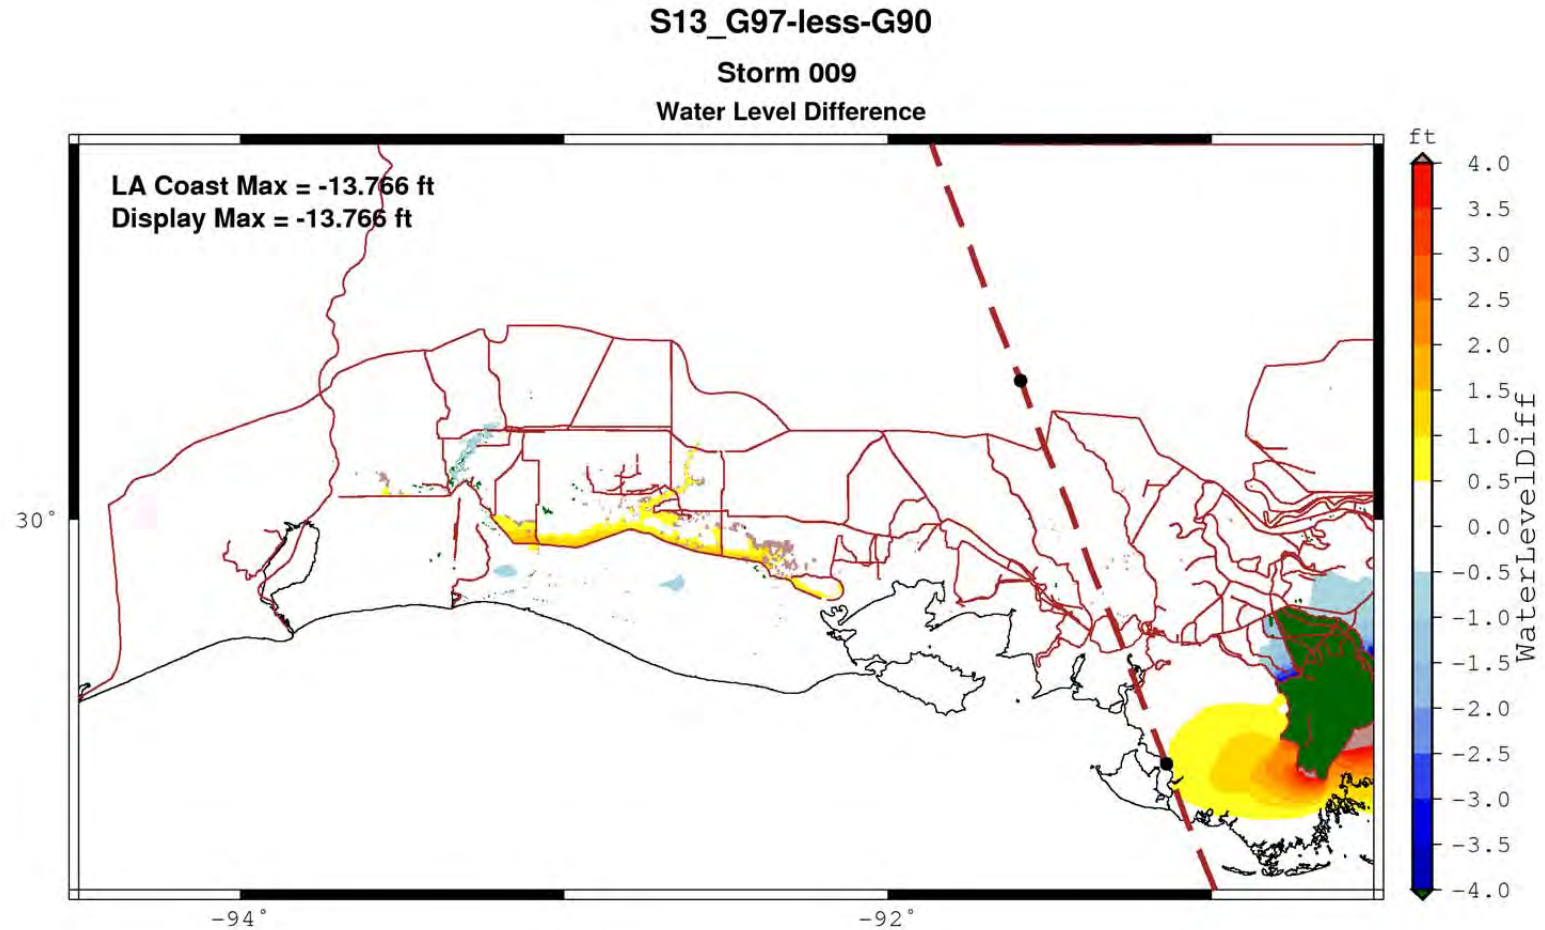 S13_G97-less-G90
Storm 009
Water Level Difference
LA Coast Max = -13.766 ft
Display Max = -13.766 ft
ft
4.0
3.5
3.0
2.5
2.0
1.5
1.0
0.5
0.0
-0.5
-1.0
-1.5
-2.0
-2.5
-3.0
-3.5
-4.0
WaterLevelDiff
30°
-94°
-92°